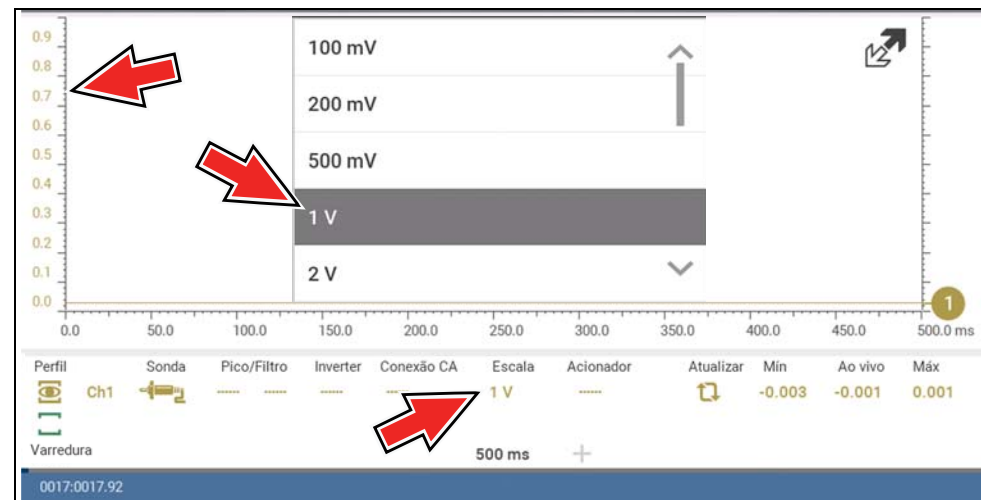 0.9
0.8
0.7
0.6
0.5
0.4
0.3
0.2
0.1
0.0
100 mV
200 mV
500 mV
1 V
2 V
1
0.0 50.0 100.0 150.0 200.0 250.0 300.0 350.0 400.0 450.0 500.0 ms
Perfil Sonda Pico/Filtro Inverter Conexão CA Escala Acionador Atualizar Mín Ao vivo Máx
Ch1 ------ ------ ------ ------ 1 V ------ -0.003 -0.001 0.001
Varredura 500 ms
0017:0017.92